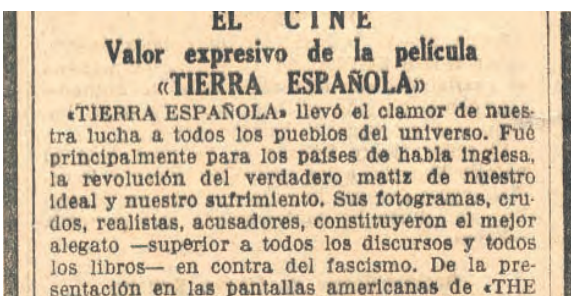 EL CINE
Valor expresivo de la película
«TIERRA ESPAÑOLA»
«TIERRA ESPAÑOLA» llevó el clamor de nues-
tra lucha a todos los pueblos del universo. Fué
principalmente para los países de habla inglesa,
la revolución del verdadero matiz de nuestro
ideal y nuestro sufrimiento. Sus fotogramas, cru-
dos, realistas, acusadores, constituyeron el mejor
alegato —superior a todos los discursos y todos
los libros— en contra del fascismo. De la pre-
sentación en las pantallas americanas de «THE